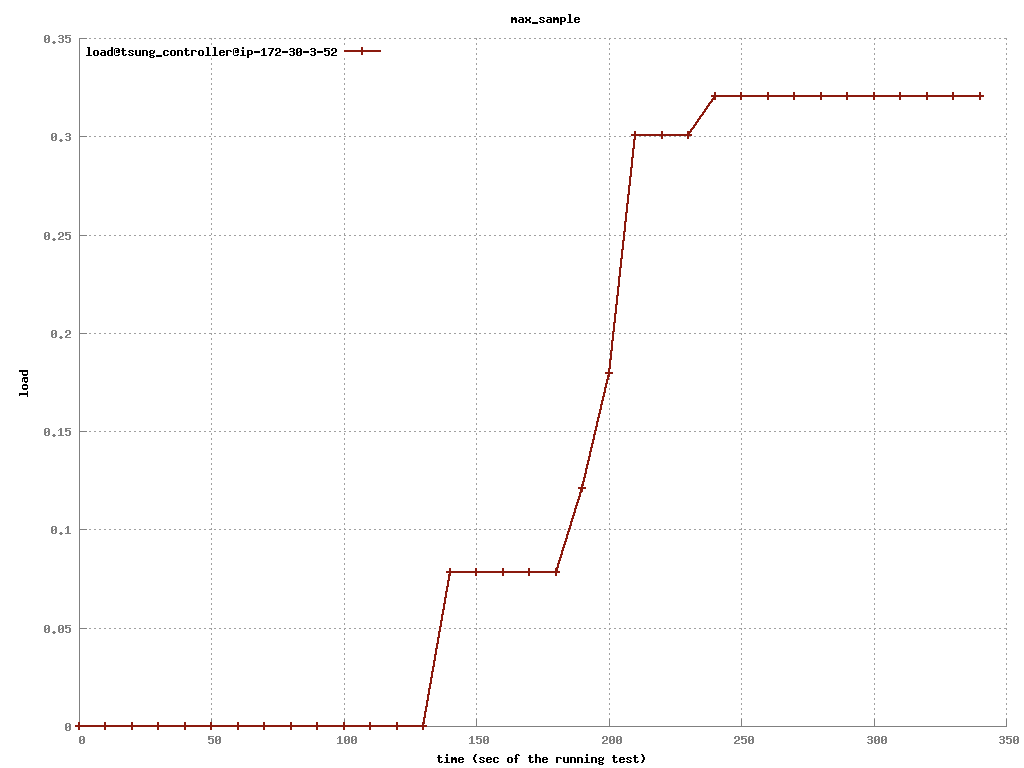 max_sample
load@tsung_controller@ip-172-30-3-52
0.35
0.3
0.25
0.2
0.15
0.1
0.05
0
load
0 50 100 150 200 250 300 350
time (sec of the running test)